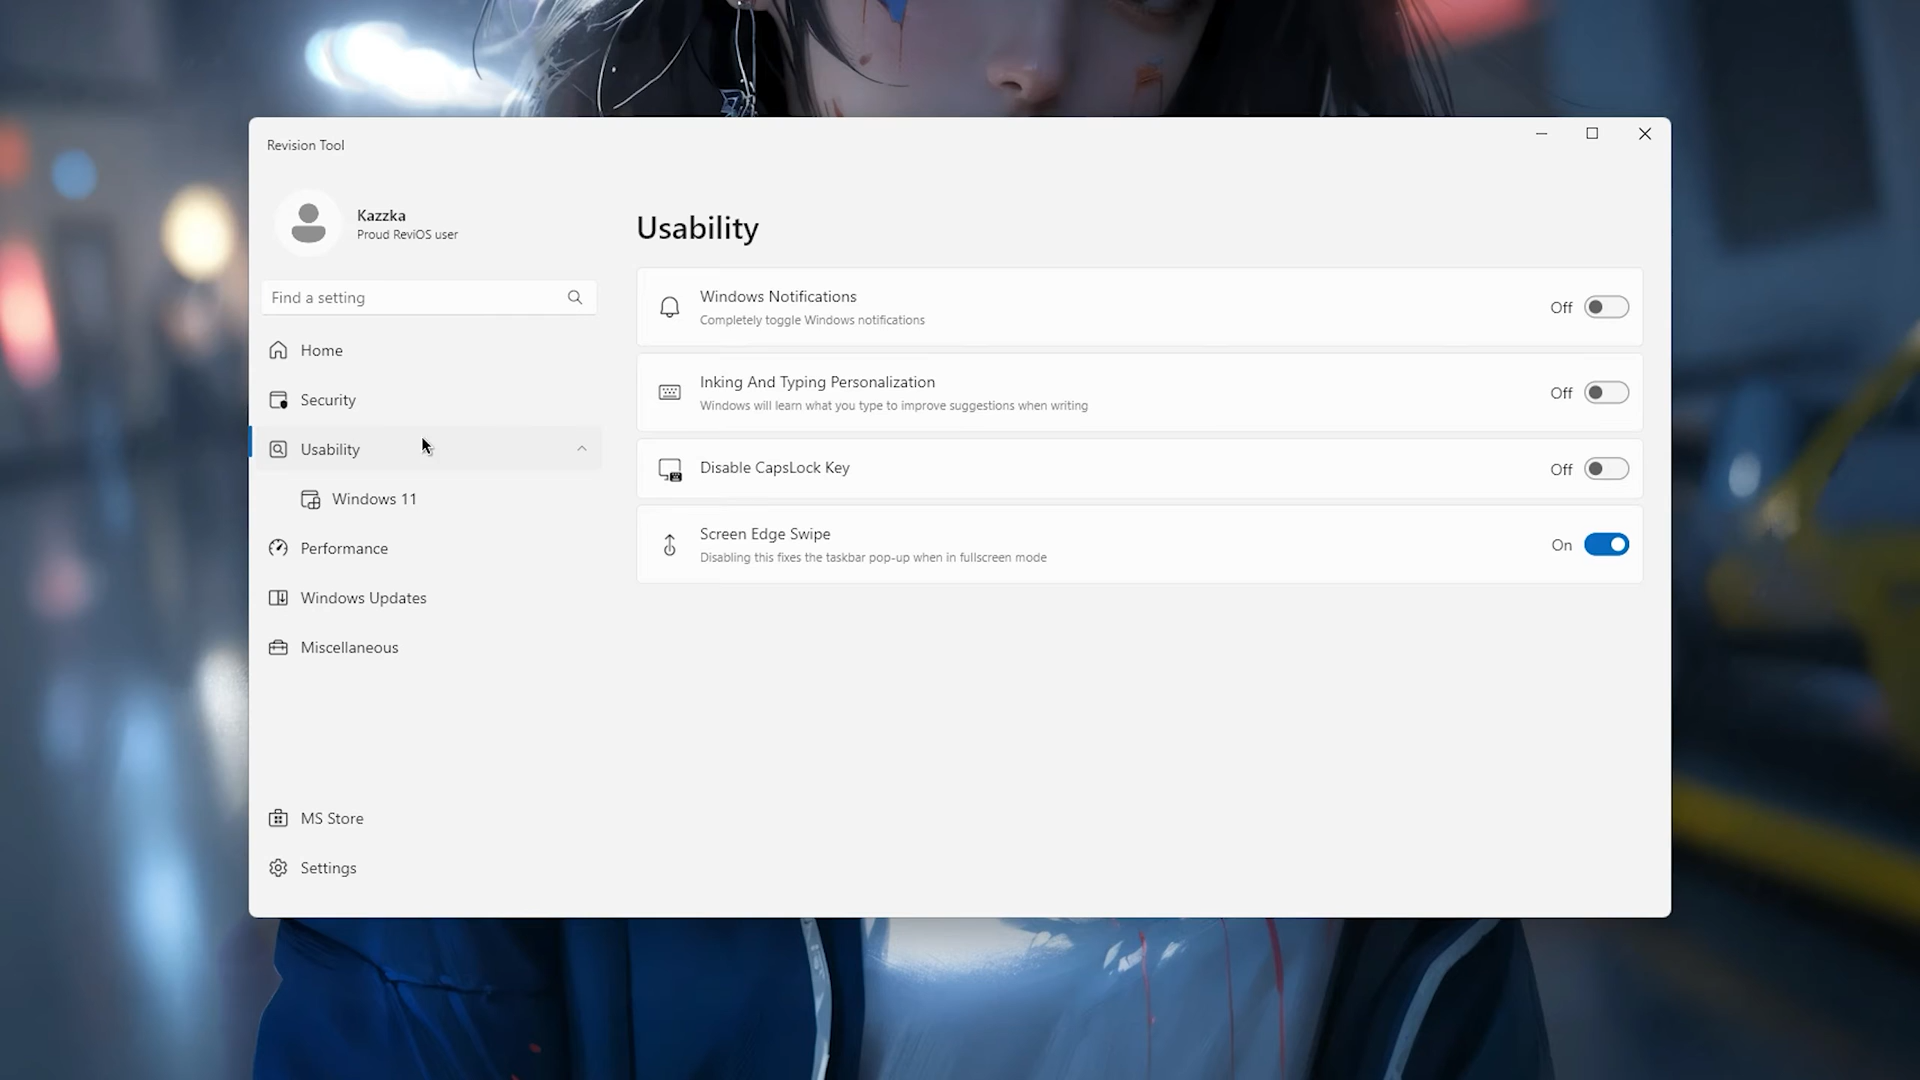 Revision Tool
Kazzka
Proud ReviOS user
Find a setting
Home
Security
Usability
Windows 11
Performance
Windows Updates
Miscellaneous
MS Store
Settings
Usability
Windows Notifications
Completely toggle Windows notifications
Off
Inking And Typing Personalization
Windows will learn what you type to improve suggestions when writing
Off
Disable CapsLock Key
Off
Screen Edge Swipe
Disabling this fixes the taskbar pop-up when in fullscreen mode
On